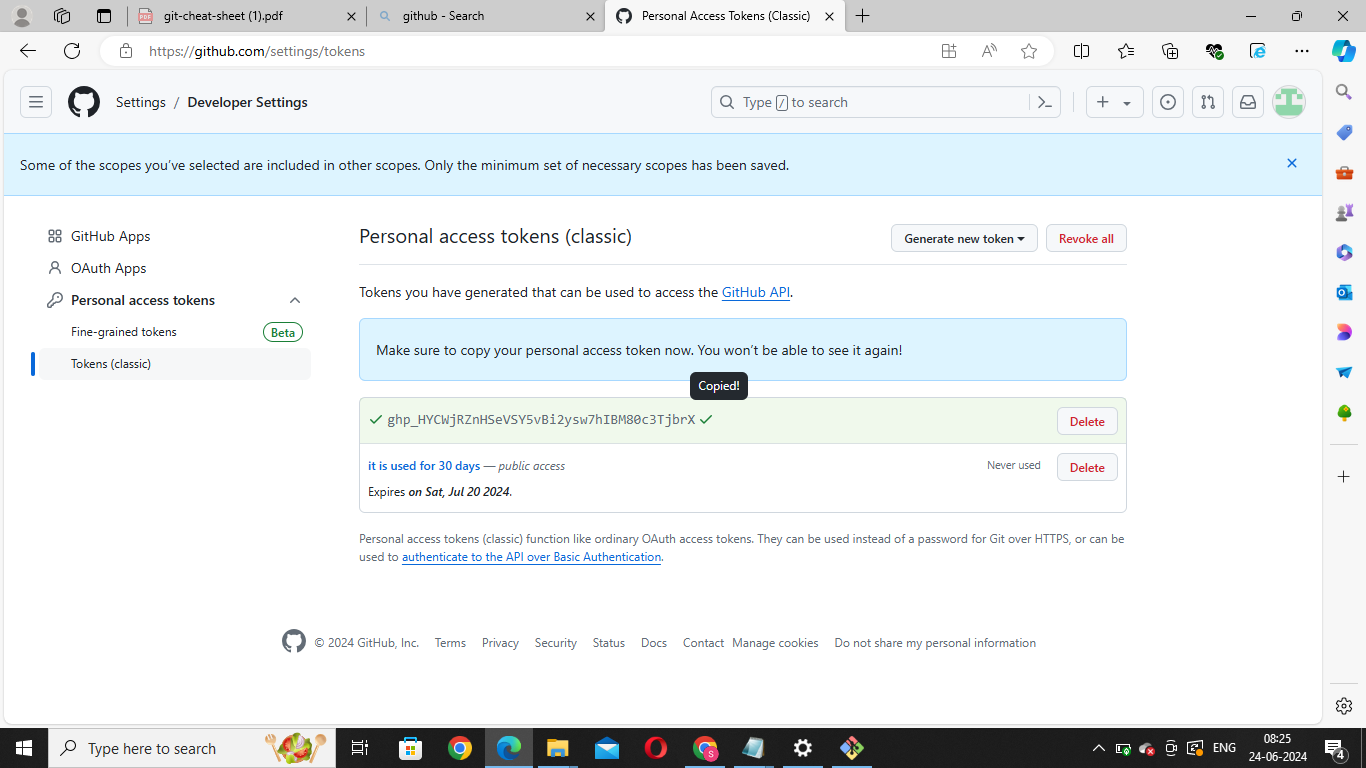 git-cheat-sheet (1).pdf
github - Search
Personal Access Tokens (Classic)
https://github.com/settings/tokens
Settings / Developer Settings
Type / to search
Some of the scopes you’ve selected are included in other scopes. Only the minimum set of necessary scopes has been saved.
GitHub Apps
OAuth Apps
Personal access tokens
Fine-grained tokens
Beta
Tokens (classic)
Personal access tokens (classic)
Generate new token
Revoke all
Tokens you have generated that can be used to access the GitHub API.
Make sure to copy your personal access token now. You won’t be able to see it again!
Copied!
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
Delete
it is used for 30 days — public access
Never used
Delete
Expires on Sat, Jul 20 2024.
Personal access tokens (classic) function like ordinary OAuth access tokens. They can be used instead of a password for Git over HTTPS, or can be
used to authenticate to the API over Basic Authentication.
© 2024 GitHub, Inc. Terms Privacy Security Status Docs Contact Manage cookies Do not share my personal information
Type here to search
ENG
08:25
24-06-2024
4